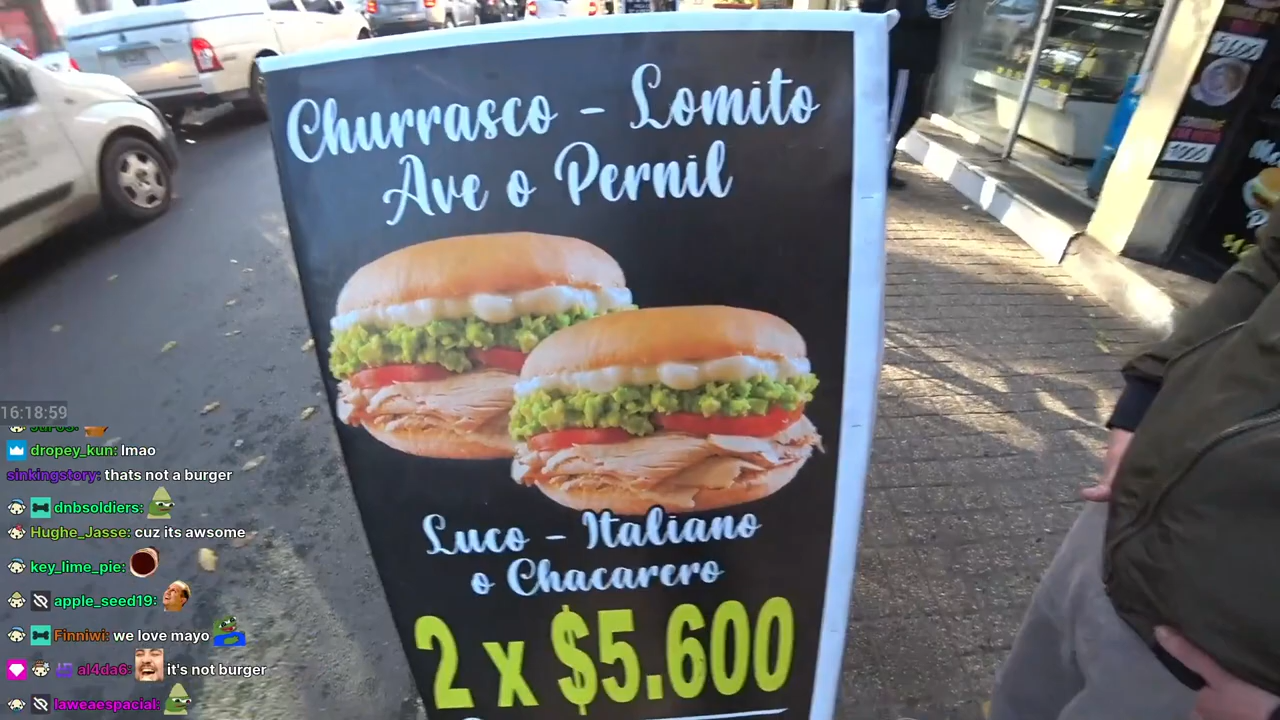 Churrasco - Lomito
Ave o Pernil
Luco - Italiano
o Chacarero
2 x $5.600
16:18:59
dropey_kun: lmao
sinkingstory: thats not a burger
dnbsoldiers:
Hughe_Jasse: cuz its awsome
key_lime_pie:
apple_seed19:
Finniwi: we love mayo
al4da6: it's not burger
laweaespacial: